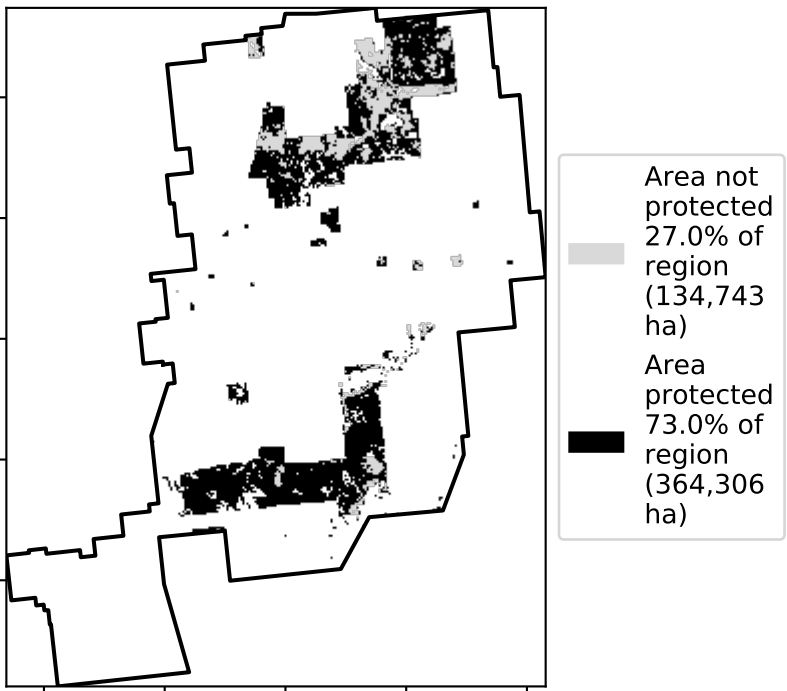 Area not
protected
27.0% of
region
(134,743
ha)
Area
protected
73.0% of
region
(364,306
ha)